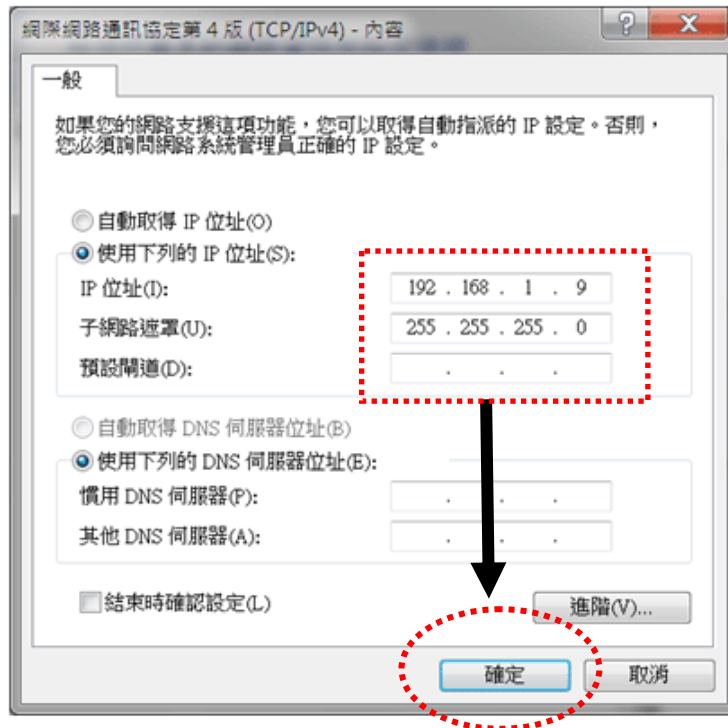 網際網路通訊協定第 4 版 (TCP/IPv4) - 內容
一般
如果您的網路支援這項功能，您可以取得自動指派的 IP 設定。否則，
您必須詢問網路系統管理員正確的 IP 設定。
自動取得 IP 位址(O)
使用下列的 IP 位址(S):
IP 位址(I): 192 . 168 . 1 . 9
子網路遮罩(U): 255 . 255 . 255 . 0
預設閘道(D): . . .
自動取得 DNS 伺服器位址(B)
使用下列的 DNS 伺服器位址(E):
慣用 DNS 伺服器(P): . . .
其他 DNS 伺服器(A): . . .
結束時確認設定(L)
進階(V)...
確定 取消